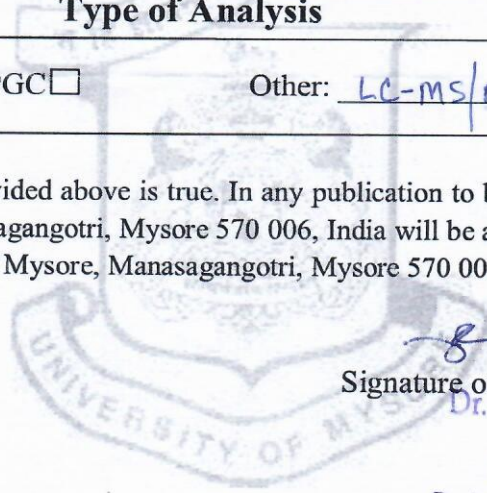 Type of Analysis
GC☐ Other: LC-MS/
vided above is true. In any publication to b
agangotri, Mysore 570 006, India will be a
Mysore, Manasagangotri, Mysore 570 00
Signature o
Dr.
UNIVERSITY OF MYSO